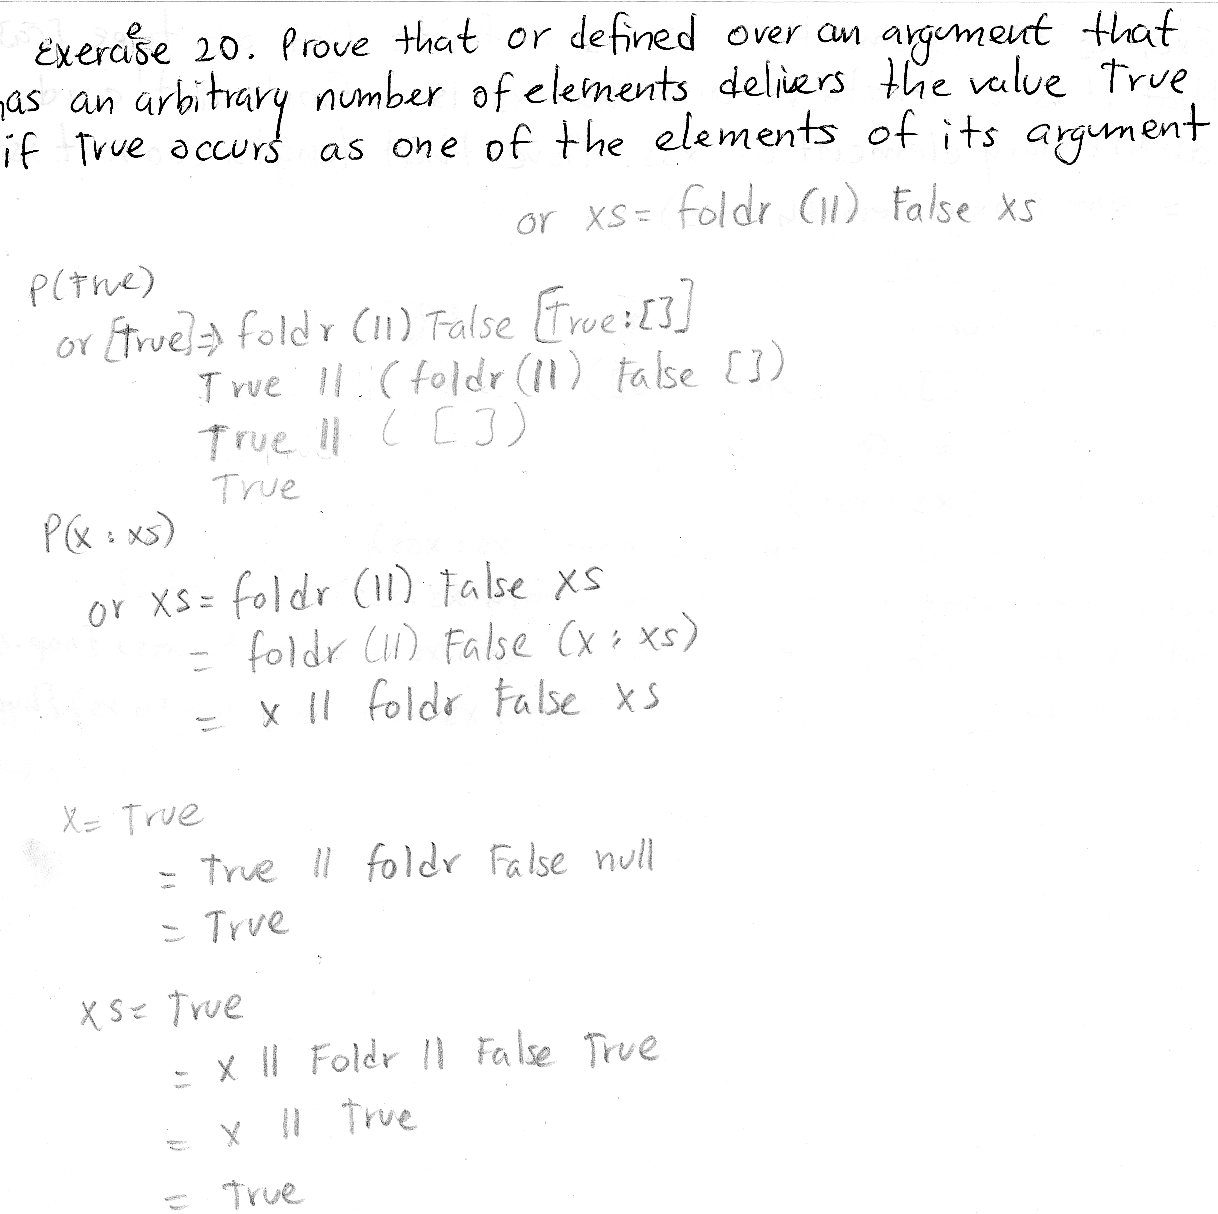 Exercise 20. Prove that or defined over an argument that
has an arbitrary number of elements delivers the value True
if True occurs as one of the elements of its argument
or xs = foldr (||) False xs
P(True)
or [True] ⇒ foldr (||) False [True:[]]
True || (foldr (||) False [])
True || ([])
True
P(x : xs)
or xs = foldr (||) False xs
= foldr (||) False (x : xs)
= x || foldr False xs
x = True
= True || foldr False null
= True
xs = True
= x || Foldr || False True
= x || True
= True